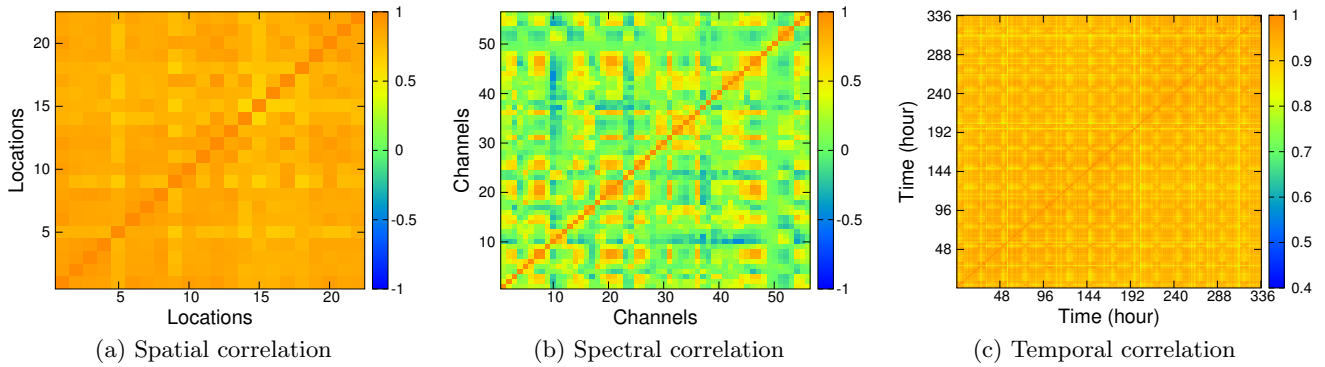 20
15
10
5
5 10 15 20
Locations
Locations
1
0.5
0
-0.5
-1
(a) Spatial correlation
50
40
30
20
10
10 20 30 40 50
Channels
Channels
1
0.5
0
-0.5
-1
(b) Spectral correlation
336
288
240
192
144
96
48
48 96 144 192 240 288 336
Time (hour)
Time (hour)
1
0.9
0.8
0.7
0.6
0.5
0.4
(c) Temporal correlation